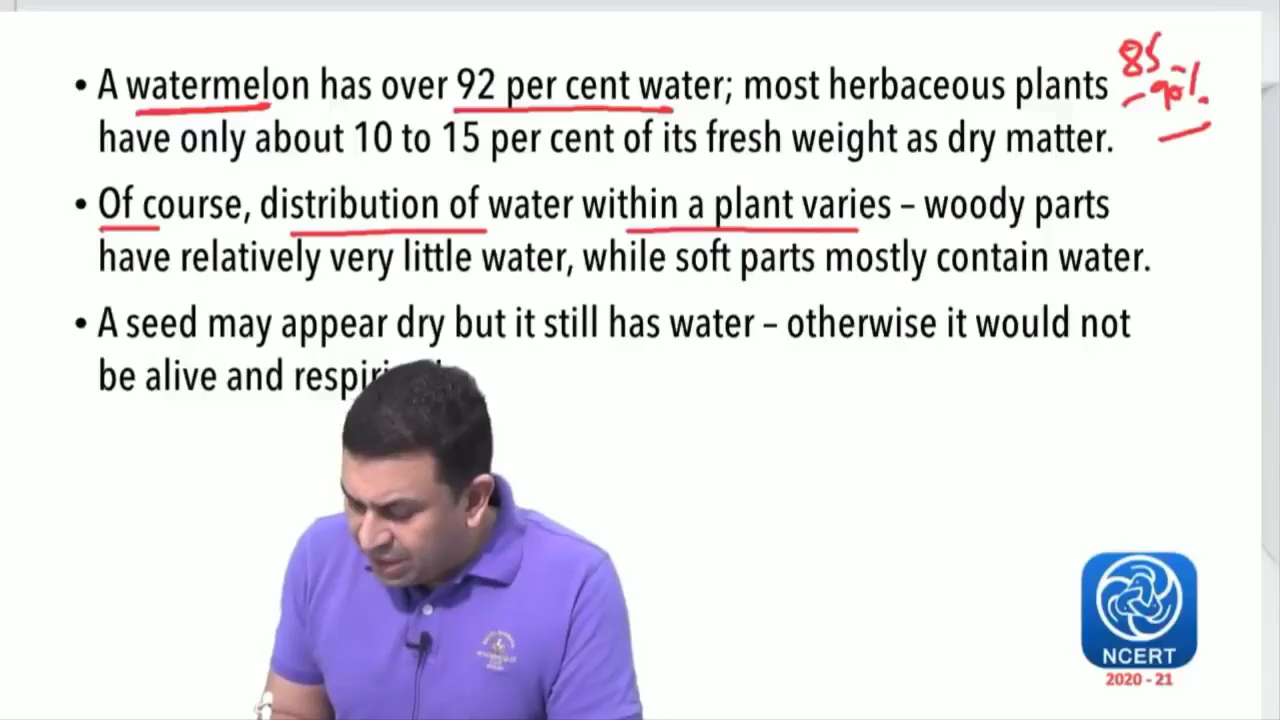 • A watermelon has over 92 per cent water; most herbaceous plants
have only about 10 to 15 per cent of its fresh weight as dry matter.
85
- 90%.
• Of course, distribution of water within a plant varies – woody parts
have relatively very little water, while soft parts mostly contain water.
• A seed may appear dry but it still has water – otherwise it would not
be alive and
NCERT
2020 - 21